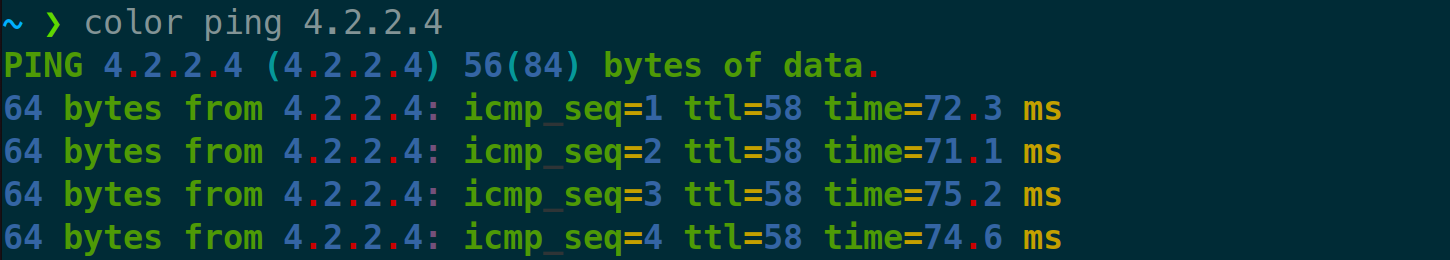 ~ ❯ color ping 4.2.2.4
PING 4.2.2.4 (4.2.2.4) 56(84) bytes of data.
64 bytes from 4.2.2.4: icmp_seq=1 ttl=58 time=72.3 ms
64 bytes from 4.2.2.4: icmp_seq=2 ttl=58 time=71.1 ms
64 bytes from 4.2.2.4: icmp_seq=3 ttl=58 time=75.2 ms
64 bytes from 4.2.2.4: icmp_seq=4 ttl=58 time=74.6 ms